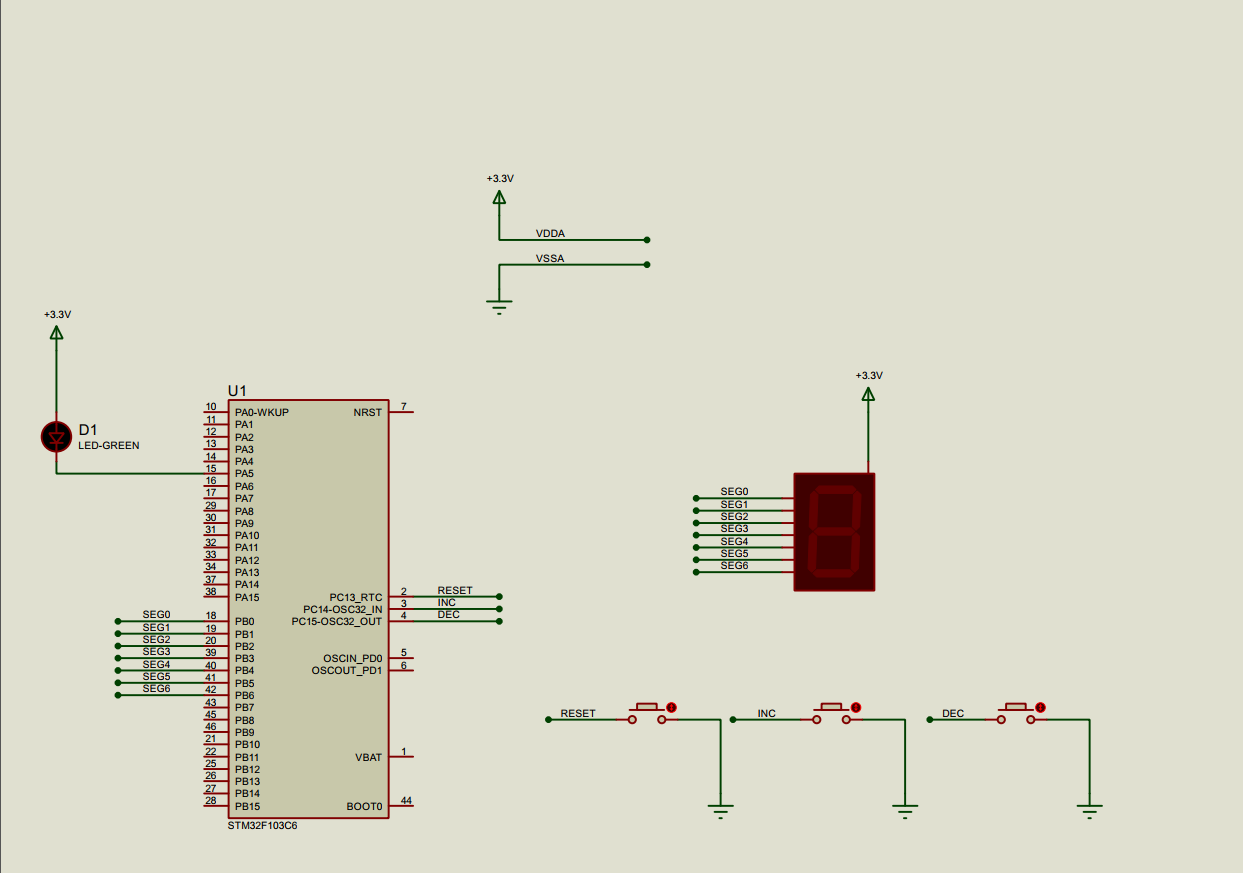 +3.3V
VDDA
VSSA
+3.3V
D1
LED-GREEN
U1
10 PA0-WKUP NRST 7
11 PA1
12 PA2
13 PA3
14 PA4
15 PA5
16 PA6
17 PA7
29 PA8
30 PA9
31 PA10
32 PA11
33 PA12
34 PA13
37 PA14
38 PA15 PC13_RTC 2 RESET
PC14-OSC32_IN 3 INC
SEG0 18 PB0 PC15-OSC32_OUT 4 DEC
SEG1 19 PB1
SEG2 20 PB2
SEG3 39 PB3 OSCIN_PD0 5
SEG4 40 PB4 OSCOUT_PD1 6
SEG5 41 PB5
SEG6 42 PB6
43 PB7
45 PB8
46 PB9
21 PB10
22 PB11 VBAT 1
25 PB12
26 PB13
27 PB14
28 PB15 BOOT0 44
STM32F103C6
+3.3V
SEG0
SEG1
SEG2
SEG3
SEG4
SEG5
SEG6
RESET
INC
DEC